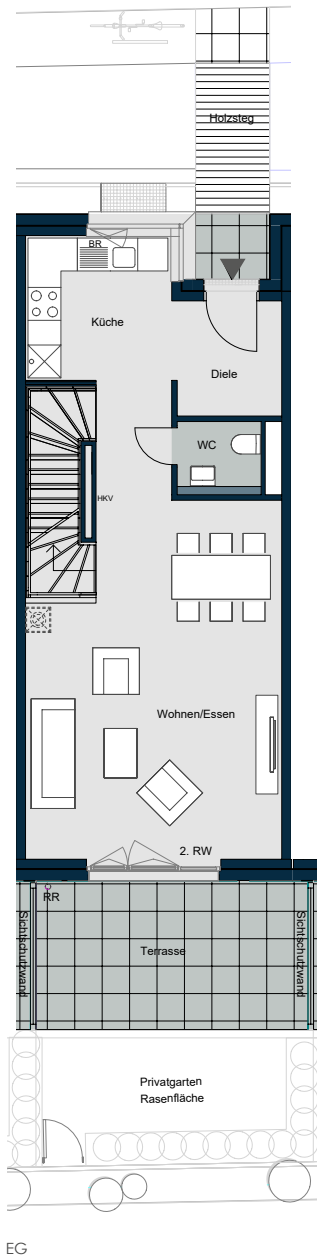 Holzsteg
BR
Küche
Diele
WC
HKV
Wohnen/Essen
2. RW
RR
Sichtschutzwand
Sichtschutzwand
Terrasse
Privatgarten
Rasenfläche
EG